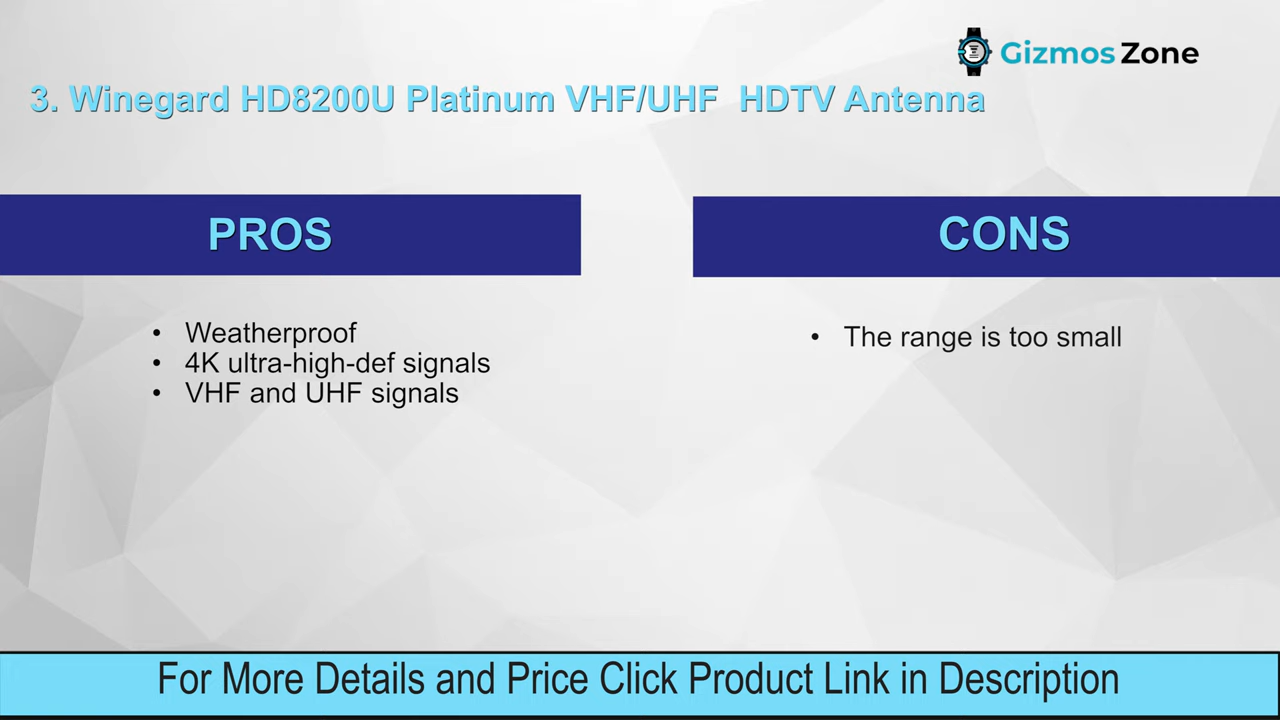 Gizmos Zone
3. Winegard HD8200U Platinum VHF/UHF HDTV Antenna
PROS
CONS
• Weatherproof
• 4K ultra-high-def signals
• VHF and UHF signals
• The range is too small
For More Details and Price Click Product Link in Description